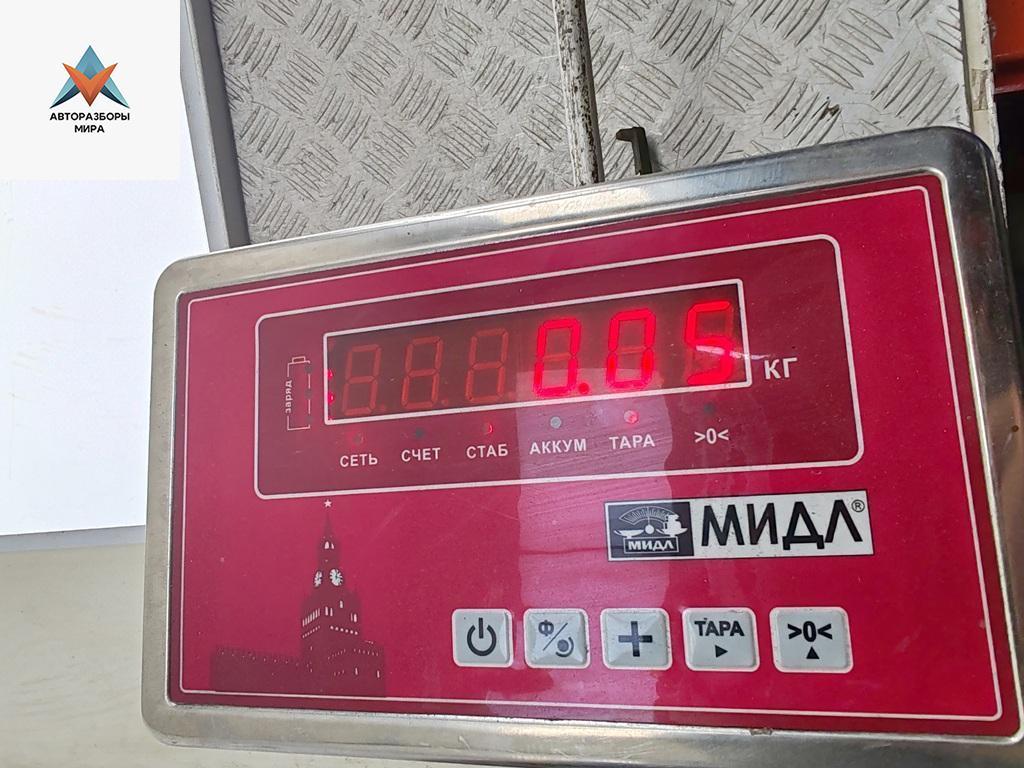 АВТОРАЗБОРЫ
МИРА
заряд
0.05
КГ
СЕТЬ СЧЕТ СТАБ АККУМ ТАРА >0<
МИДЛ
МИДЛ®
Ф/ + ТАРА >0<